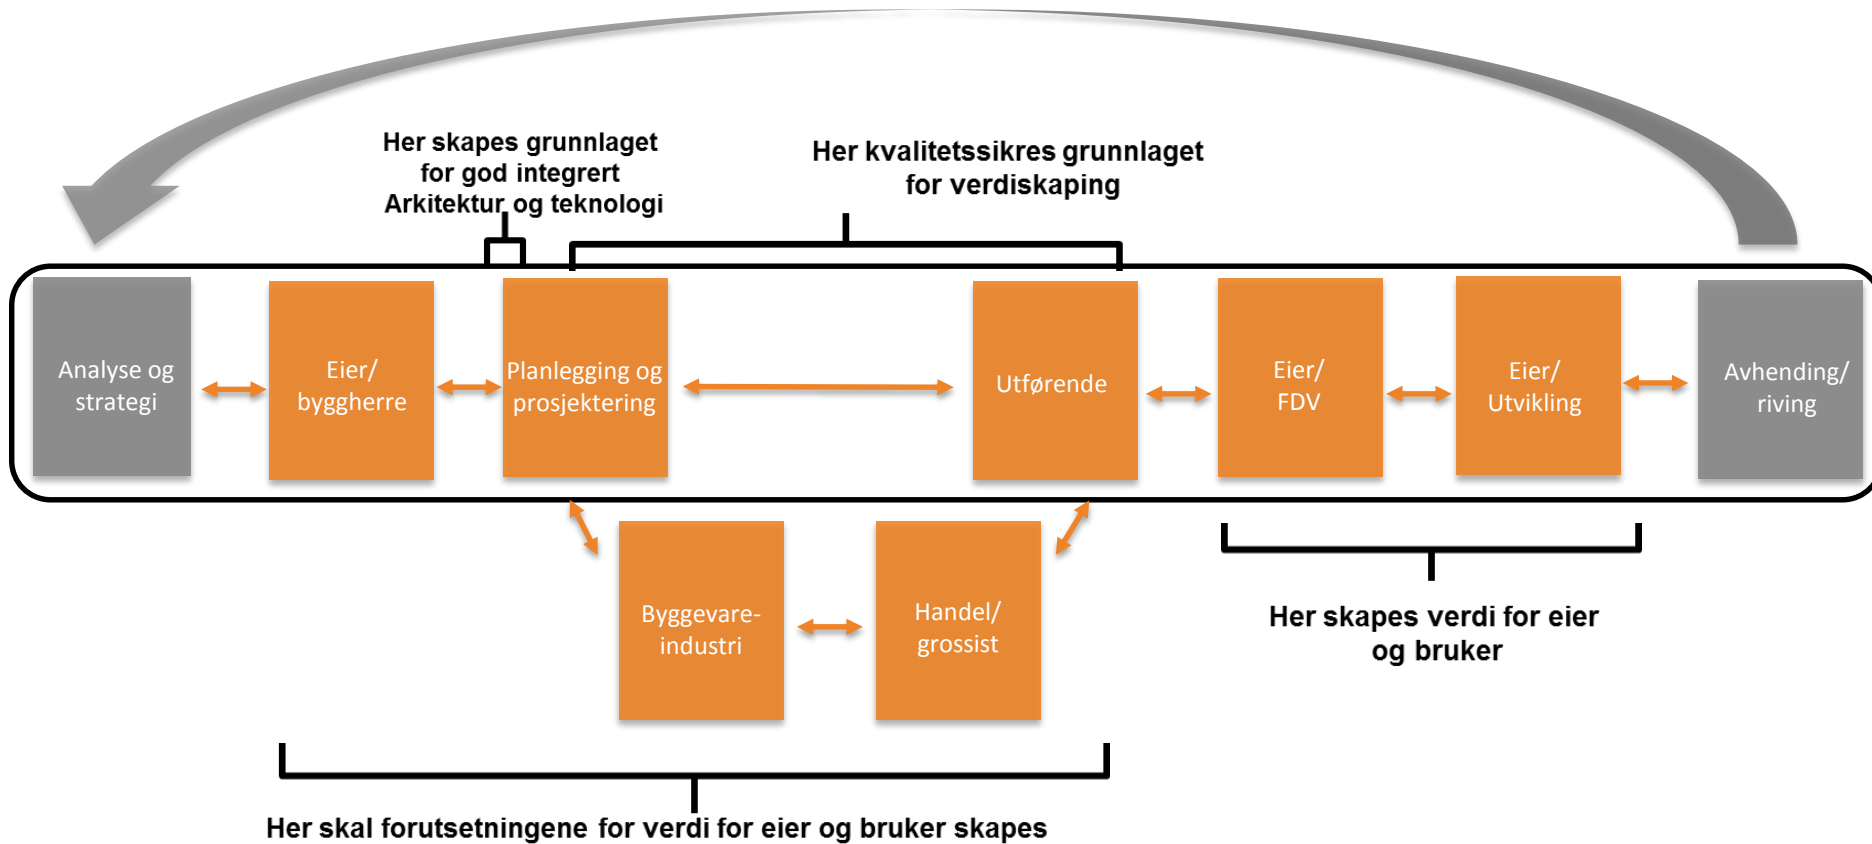 Her skapes grunnlaget
for god integrert
Arkitektur og teknologi
Her kvalitetssikres grunnlaget
for verdiskaping
Analyse og
strategi
Eier/
byggherre
Planlegging og
prosjektering
Utførende
Eier/
FDV
Eier/
Utvikling
Avhending/
riving
Byggevare-
industri
Handel/
grossist
Her skapes verdi for eier
og bruker
Her skal forutsetningene for verdi for eier og bruker skapes